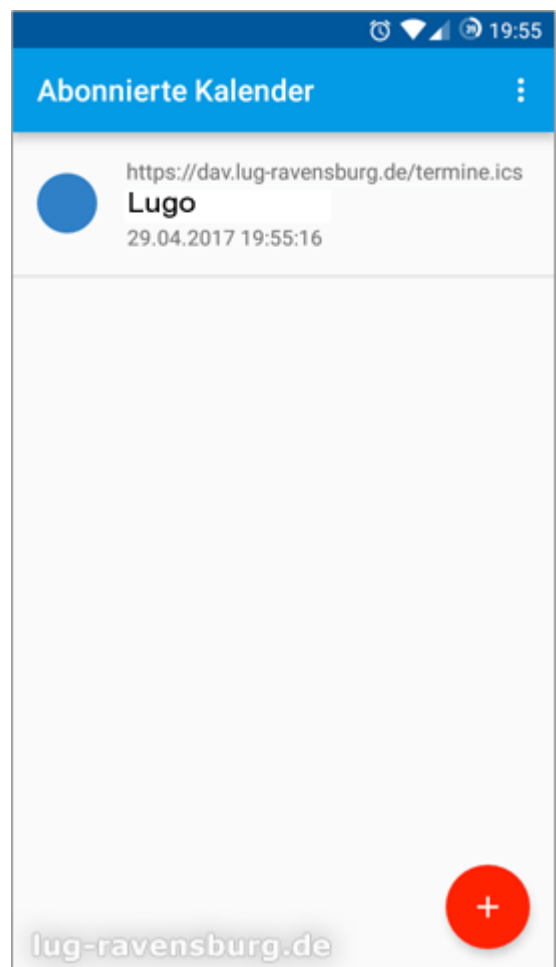 19:55
Abonnierte Kalender
https://dav.lug-ravensburg.de/termine.ics
Lugo
29.04.2017 19:55:16
+
lug-ravensburg.de